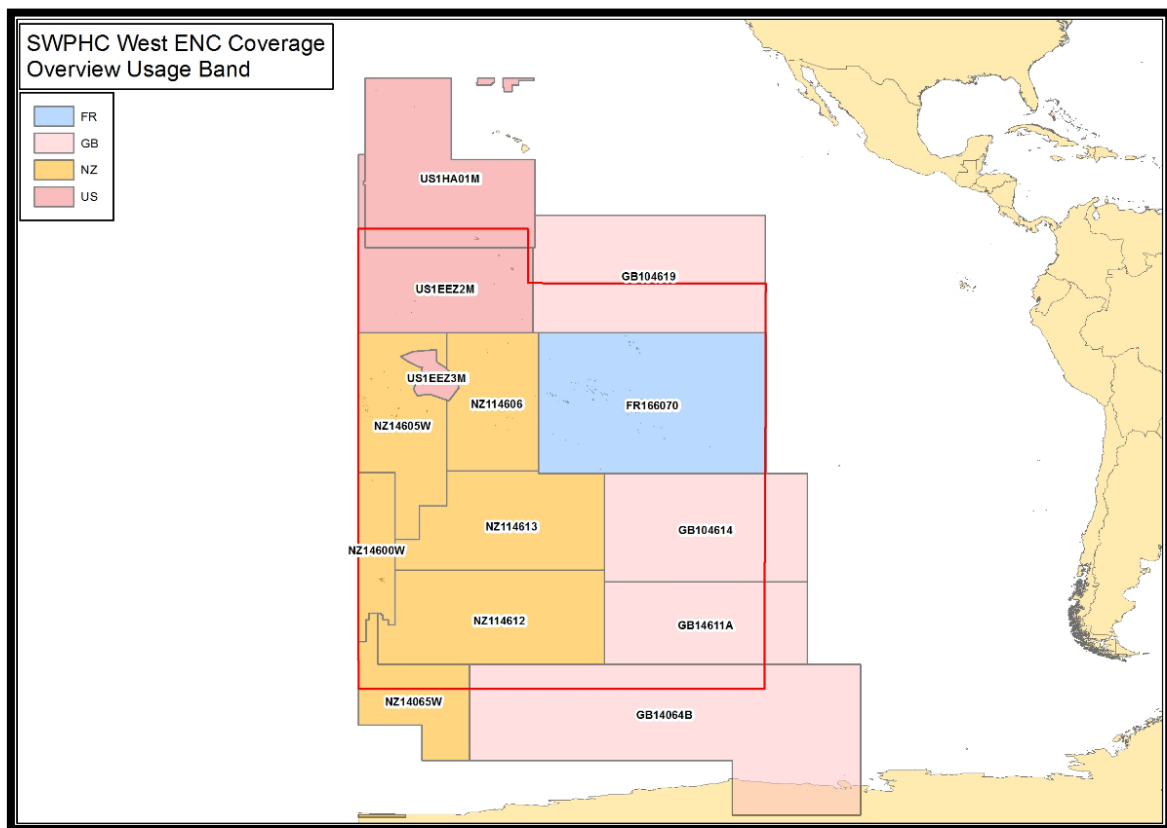 SWPHC West ENC Coverage
Overview Usage Band
FR
GB
NZ
US
US1HA01M
GB104619
US1EEZ2M
US1EEZ3M
NZ114606
FR166070
NZ14605W
NZ114613
GB104614
NZ14600W
NZ114612
GB14611A
NZ14065W
GB14064B